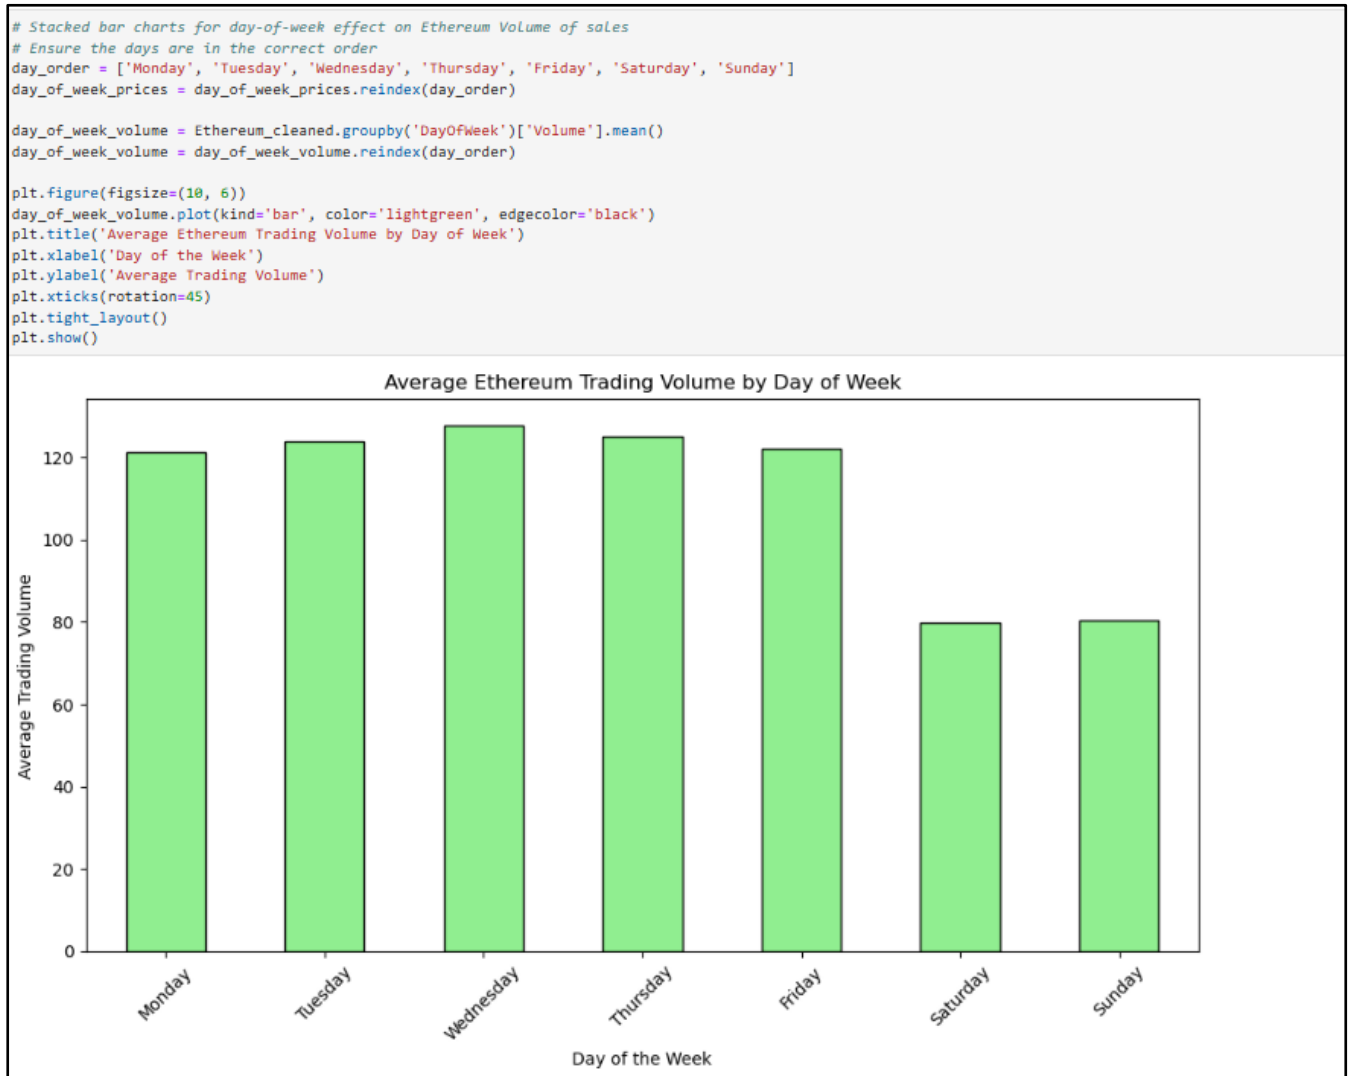 # Stacked bar charts for day-of-week effect on Ethereum Volume of sales
# Ensure the days are in the correct order
day_order = ['Monday', 'Tuesday', 'Wednesday', 'Thursday', 'Friday', 'Saturday', 'Sunday']
day_of_week_prices = day_of_week_prices.reindex(day_order)
day_of_week_volume = Ethereum_cleaned.groupby('DayOfWeek')['Volume'].mean()
day_of_week_volume = day_of_week_volume.reindex(day_order)
plt.figure(figsize=(10, 6))
day_of_week_volume.plot(kind='bar', color='lightgreen', edgecolor='black')
plt.title('Average Ethereum Trading Volume by Day of Week')
plt.xlabel('Day of the Week')
plt.ylabel('Average Trading Volume')
plt.xticks(rotation=45)
plt.tight_layout()
plt.show()
Average Ethereum Trading Volume by Day of Week
Average Trading Volume
120
100
80
60
40
20
0
Monday
Tuesday
Wednesday
Thursday
Friday
Saturday
Sunday
Day of the Week